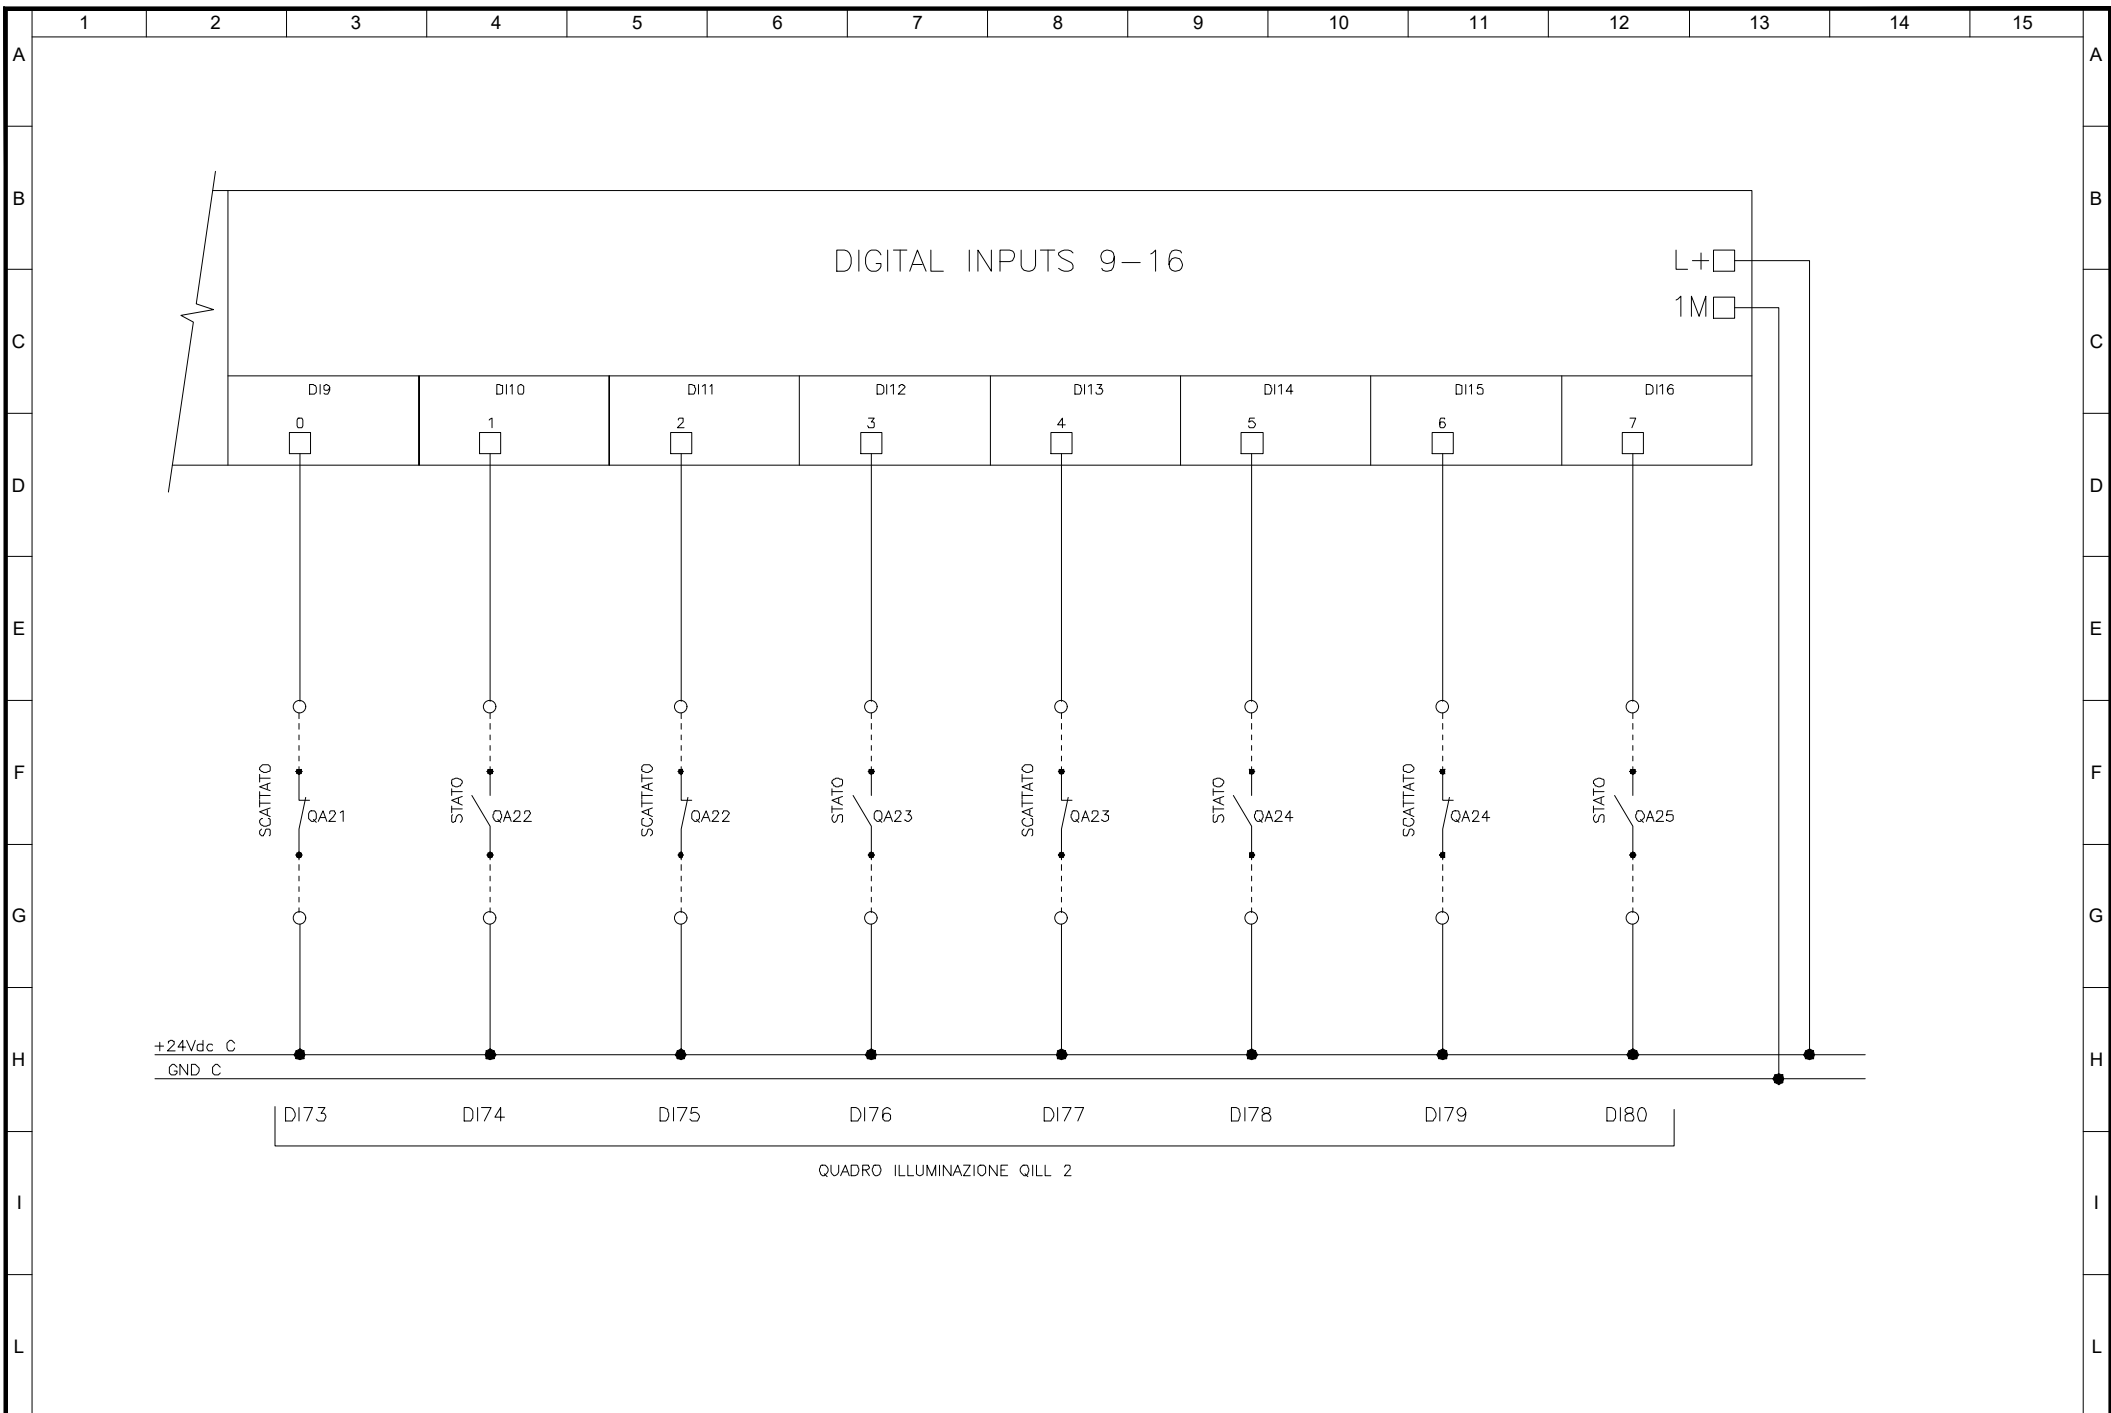 1 2 3 4 5 6 7 8 9 10 11 12 13 14 15
A A
B B
DIGITAL INPUTS 9-16
L+
1M
C C
DI9 DI10 DI11 DI12 DI13 DI14 DI15 DI16
0 1 2 3 4 5 6 7
D D
E E
F F
SCATTATO QA21
STATO QA22
SCATTATO QA22
STATO QA23
SCATTATO QA23
STATO QA24
SCATTATO QA24
STATO QA25
G G
+24Vdc C
H H
GND C
DI73 DI74 DI75 DI76 DI77 DI78 DI79 DI80
QUADRO ILLUMINAZIONE QILL 2
I I
L L